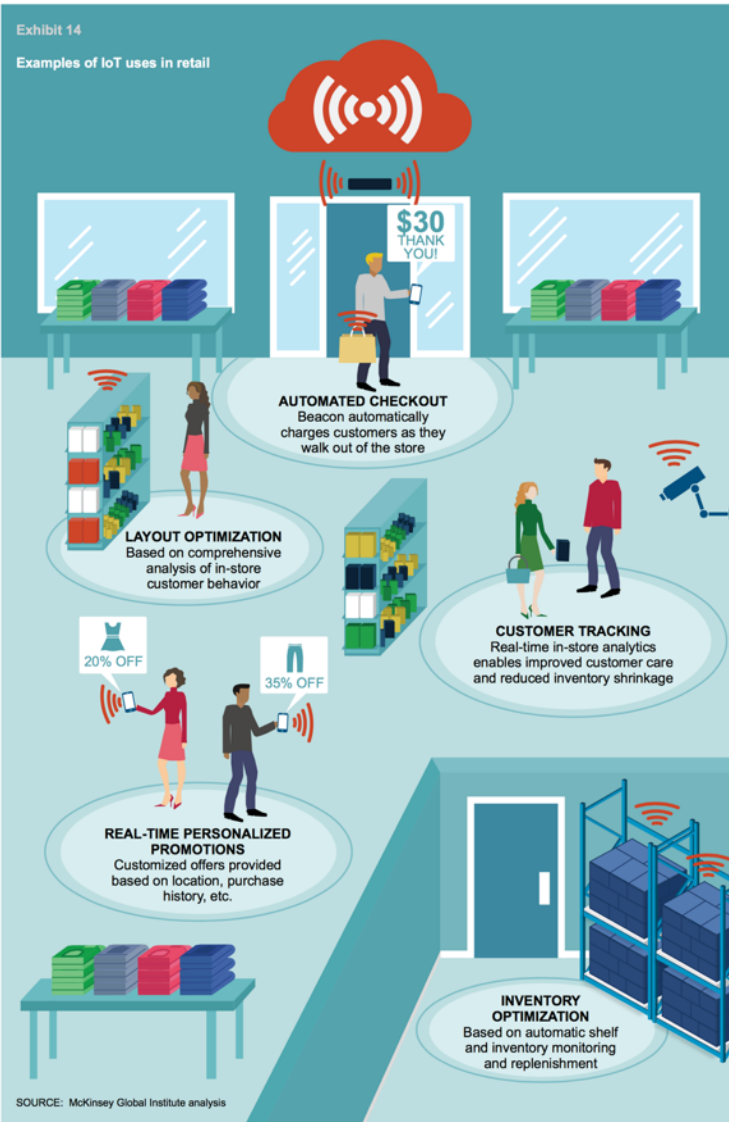 Exhibit 14
Examples of IoT uses in retail
$30
THANK
YOU!
AUTOMATED CHECKOUT
Beacon automatically
charges customers as they
walk out of the store
LAYOUT OPTIMIZATION
Based on comprehensive
analysis of in-store
customer behavior
CUSTOMER TRACKING
Real-time in-store analytics
enables improved customer care
and reduced inventory shrinkage
20% OFF
35% OFF
REAL-TIME PERSONALIZED
PROMOTIONS
Customized offers provided
based on location, purchase
history, etc.
INVENTORY
OPTIMIZATION
Based on automatic shelf
and inventory monitoring
and replenishment
SOURCE: McKinsey Global Institute analysis